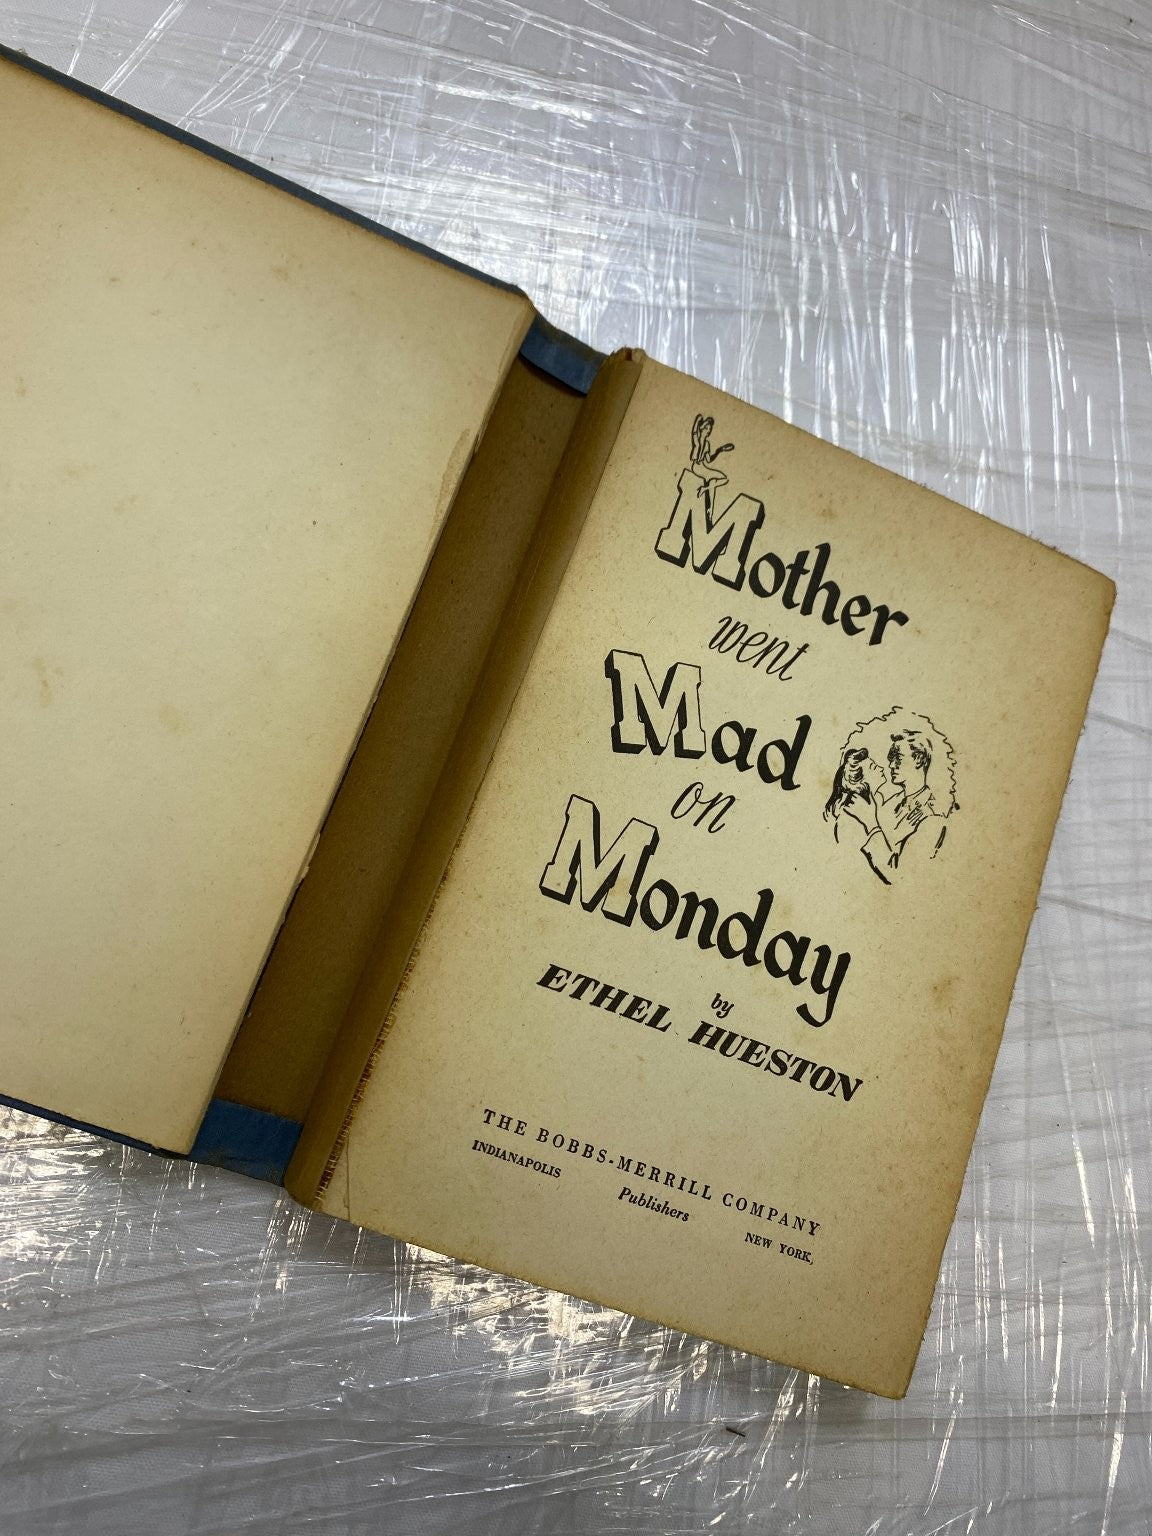 Mother
went
Mad
on
Monday
by
ETHEL HUESTON
THE BOBBS-MERRILL COMPANY
INDIANAPOLIS Publishers NEW YORK